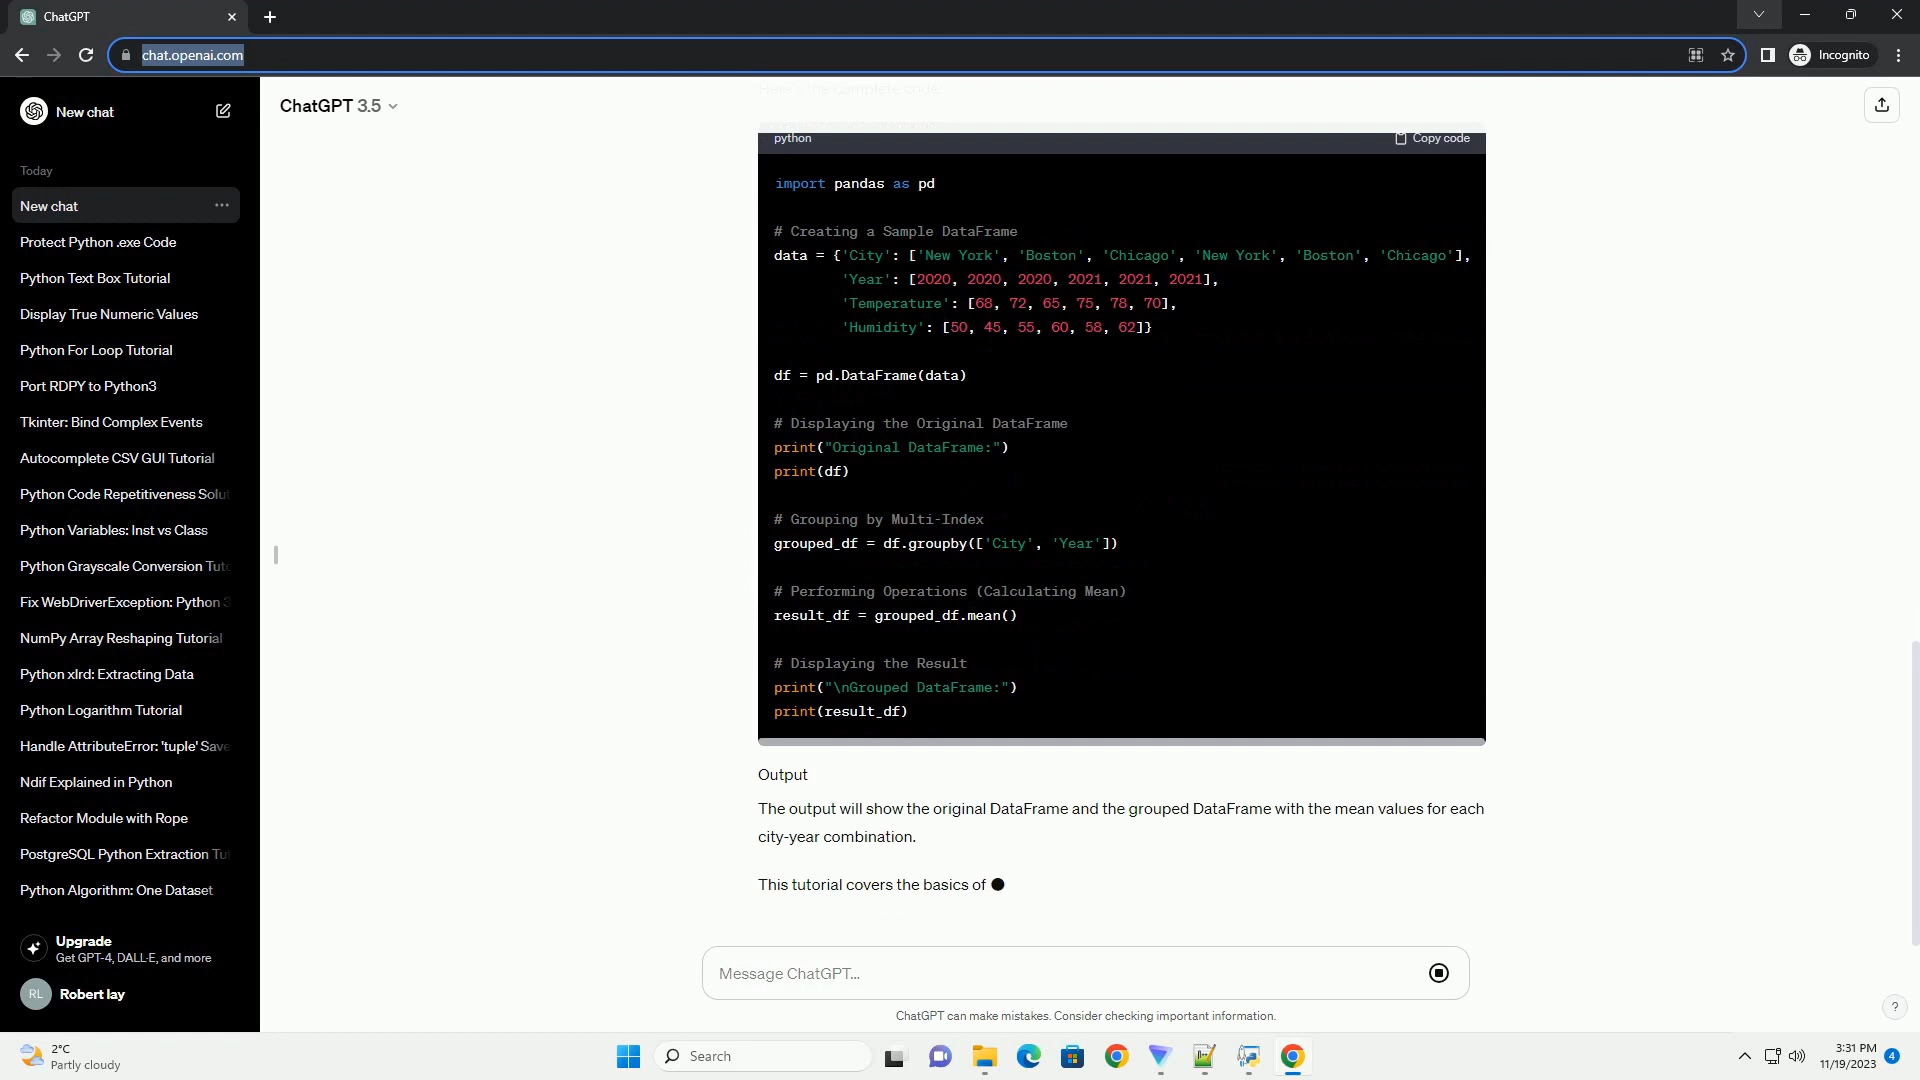 ChatGPT
chat.openai.com
Incognito
New chat
Today
New chat
Protect Python .exe Code
Python Text Box Tutorial
Display True Numeric Values
Python For Loop Tutorial
Port RDPY to Python3
Tkinter: Bind Complex Events
Autocomplete CSV GUI Tutorial
Python Code Repetitiveness Solut
Python Variables: Inst vs Class
Python Grayscale Conversion Tuto
Fix WebDriverException: Python 3
NumPy Array Reshaping Tutorial
Python xlrd: Extracting Data
Python Logarithm Tutorial
Handle AttributeError: 'tuple' Save
Ndif Explained in Python
Refactor Module with Rope
PostgreSQL Python Extraction Tut
Python Algorithm: One Dataset
Upgrade
Get GPT-4, DALL·E, and more
RL
Robert lay
ChatGPT 3.5
Here's the complete code:
python
Copy code
import pandas as pd
# Creating a Sample DataFrame
data = {'City': ['New York', 'Boston', 'Chicago', 'New York', 'Boston', 'Chicago'],
'Year': [2020, 2020, 2020, 2021, 2021, 2021],
'Temperature': [68, 72, 65, 75, 78, 70],
'Humidity': [50, 45, 55, 60, 58, 62]}
df = pd.DataFrame(data)
# Displaying the Original DataFrame
print("Original DataFrame:")
print(df)
# Grouping by Multi-Index
grouped_df = df.groupby(['City', 'Year'])
# Performing Operations (Calculating Mean)
result_df = grouped_df.mean()
# Displaying the Result
print("\nGrouped DataFrame:")
print(result_df)
Output
The output will show the original DataFrame and the grouped DataFrame with the mean values for each
city-year combination.
This tutorial covers the basics of
Message ChatGPT...
ChatGPT can make mistakes. Consider checking important information.
?
2°C
Partly cloudy
Search
3:31 PM
11/19/2023
4